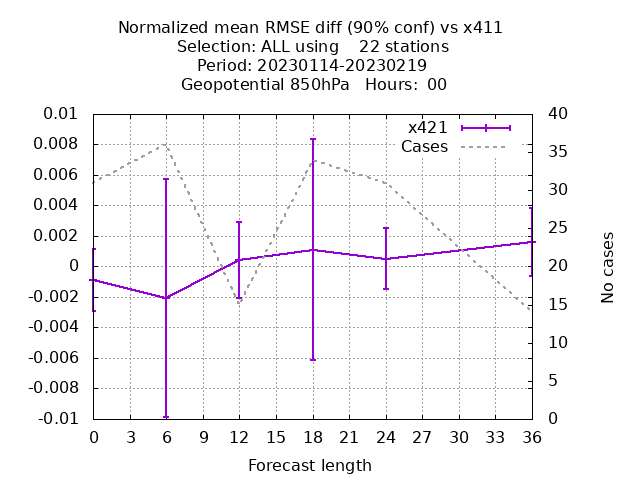 Normalized mean RMSE diff (90% conf) vs x411
Selection: ALL using    22 stations
Period: 20230114-20230219
Geopotential 850hPa   Hours:  00
0.01
0.008
0.006
0.004
0.002
0
-0.002
-0.004
-0.006
-0.008
-0.01
x421
Cases
40
35
30
25
20
15
10
5
0
No cases
0 3 6 9 12 15 18 21 24 27 30 33 36
Forecast length